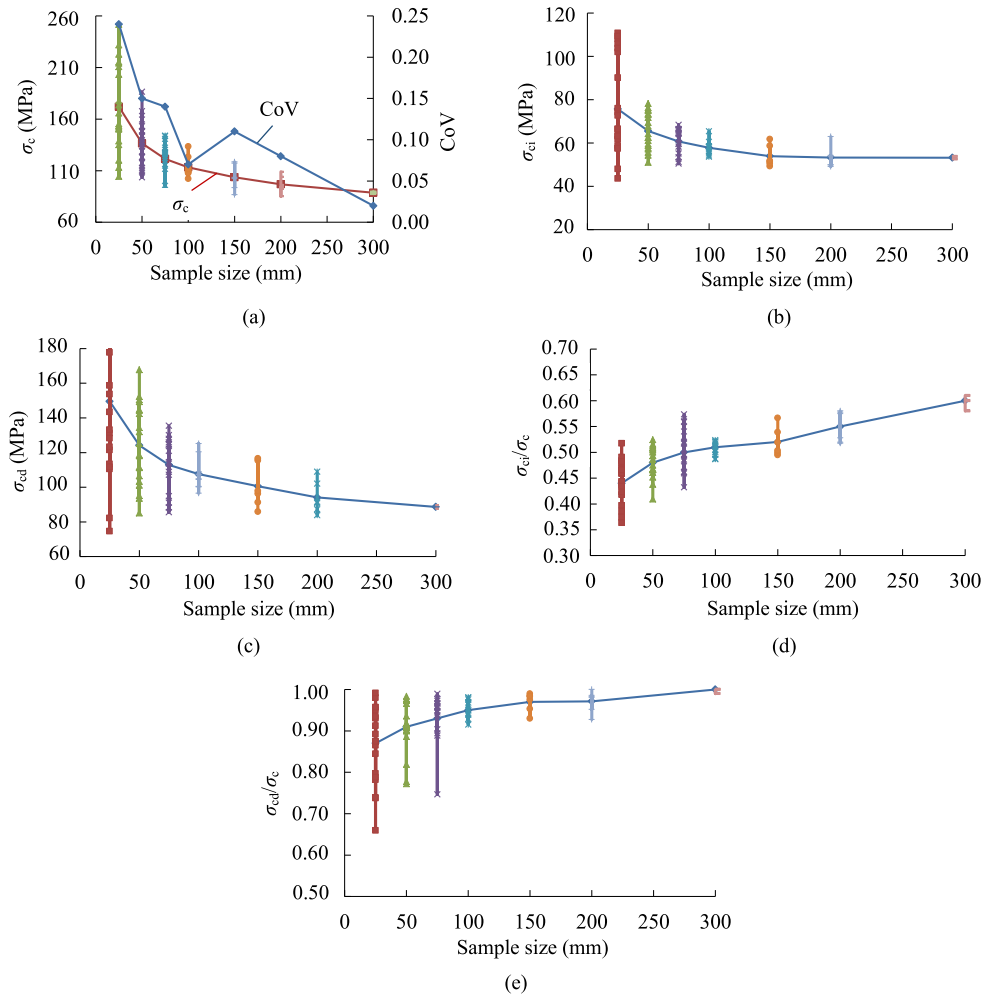 260
210
160
110
60
σc (MPa)
0.25
0.20
0.15
0.10
0.05
0.00
CoV
CoV
σc
0 50 100 150 200 250 300
Sample size (mm)
(a)
120
100
80
60
40
20
σci (MPa)
0 50 100 150 200 250 300
Sample size (mm)
(b)
180
160
140
120
100
80
60
σcd (MPa)
0 50 100 150 200 250 300
Sample size (mm)
(c)
0.70
0.65
0.60
0.55
0.50
0.45
0.40
0.35
0.30
σci/σc
0 50 100 150 200 250 300
Sample size (mm)
(d)
1.00
0.90
0.80
0.70
0.60
0.50
σcd/σc
0 50 100 150 200 250 300
Sample size (mm)
(e)